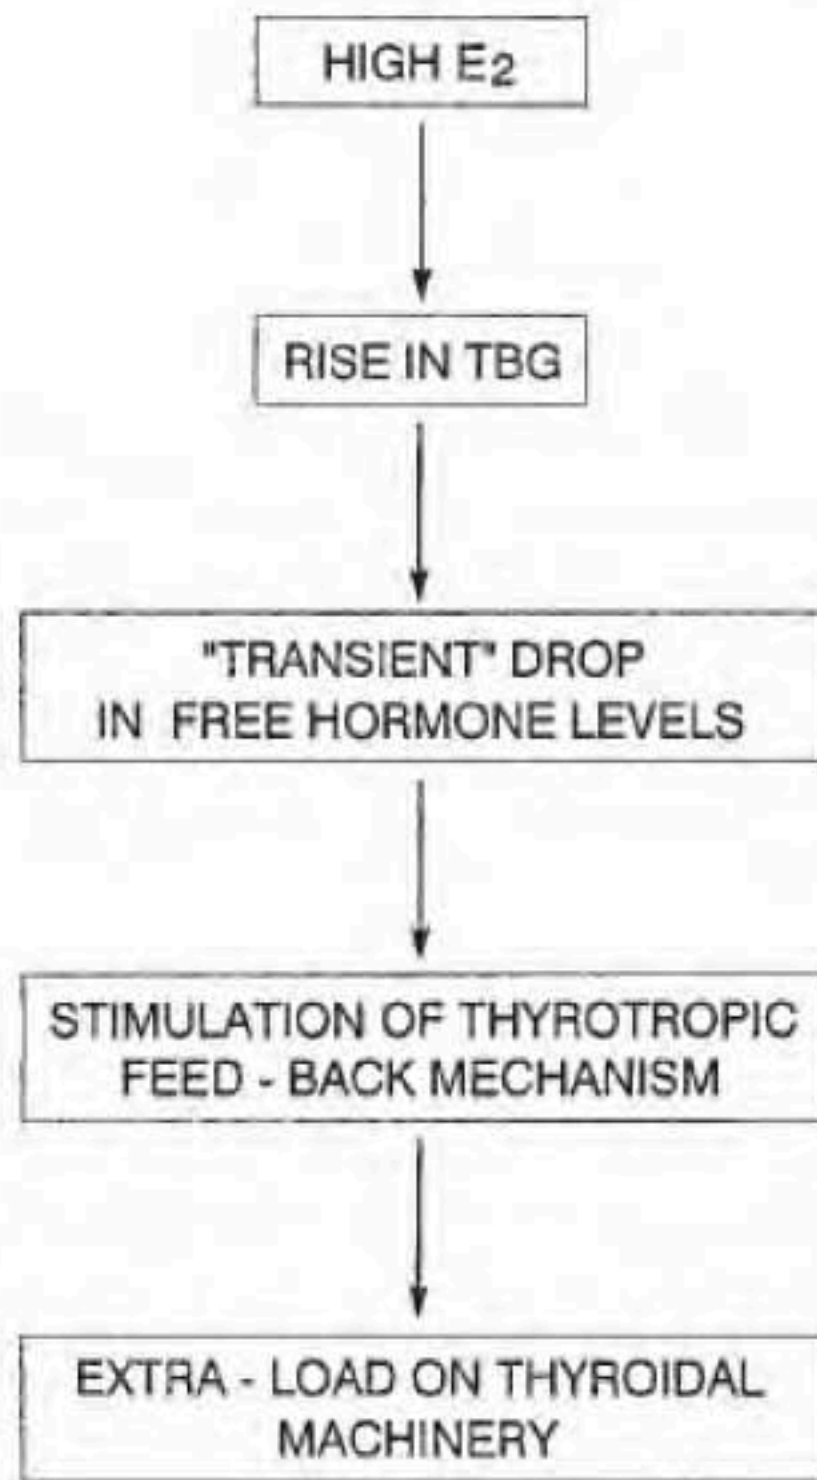 HIGH E2
RISE IN TBG
"TRANSIENT" DROP
IN FREE HORMONE LEVELS
STIMULATION OF THYROTROPIC
FEED - BACK MECHANISM
EXTRA - LOAD ON THYROIDAL
MACHINERY